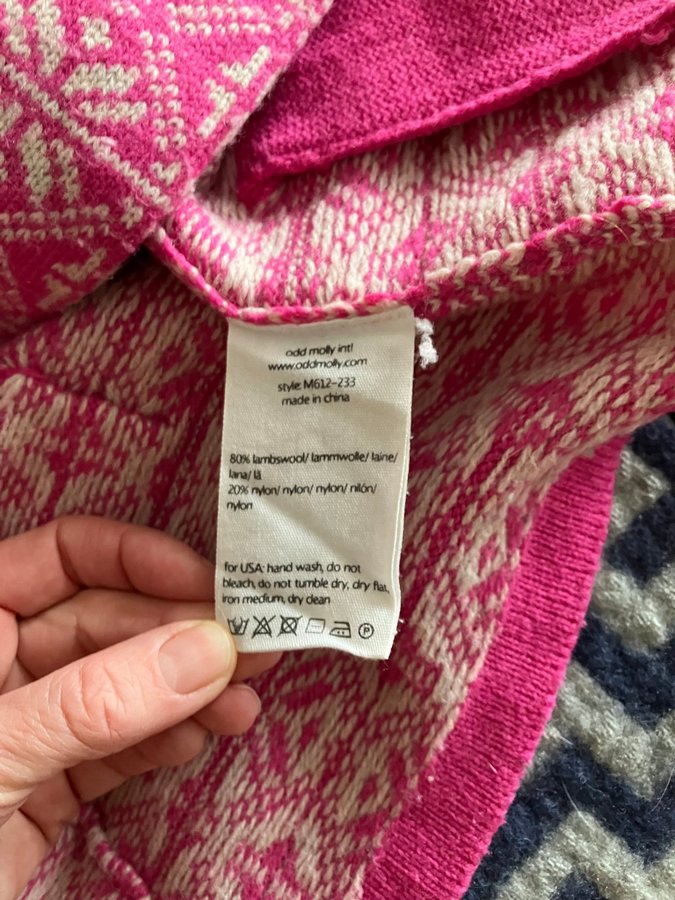 odd molly int!
www.oddmolly.com
style: M612-233
made in china
80% lambswool/ lammwolle/ laine/
lana/ lã
20% nylon/ nylon/ nylon/ nilón/
nylon
for USA: hand wash, do not
bleach, do not tumble dry, dry flat,
iron medium, dry clean
P